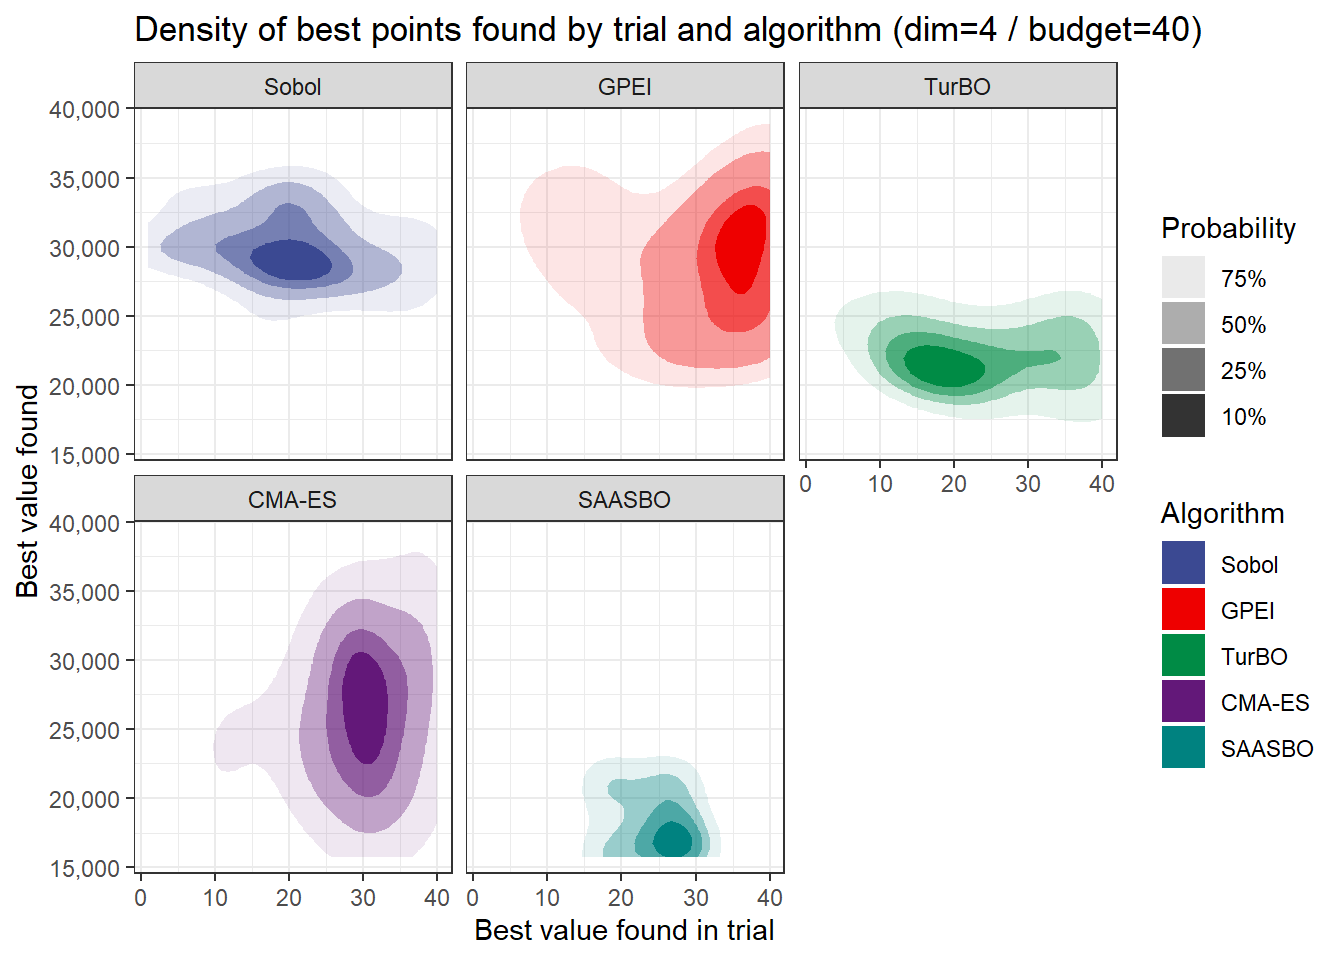 Density of best points found by trial and algorithm (dim=4 / budget=40)
Sobol
GPEI
TurBO
40,000
35,000
30,000
25,000
20,000
15,000
0 10 20 30 40
CMA-ES
SAASBO
40,000
35,000
30,000
25,000
20,000
15,000
0 10 20 30 40
0 10 20 30 40
Best value found
Best value found in trial
Probability
75%
50%
25%
10%
Algorithm
Sobol
GPEI
TurBO
CMA-ES
SAASBO